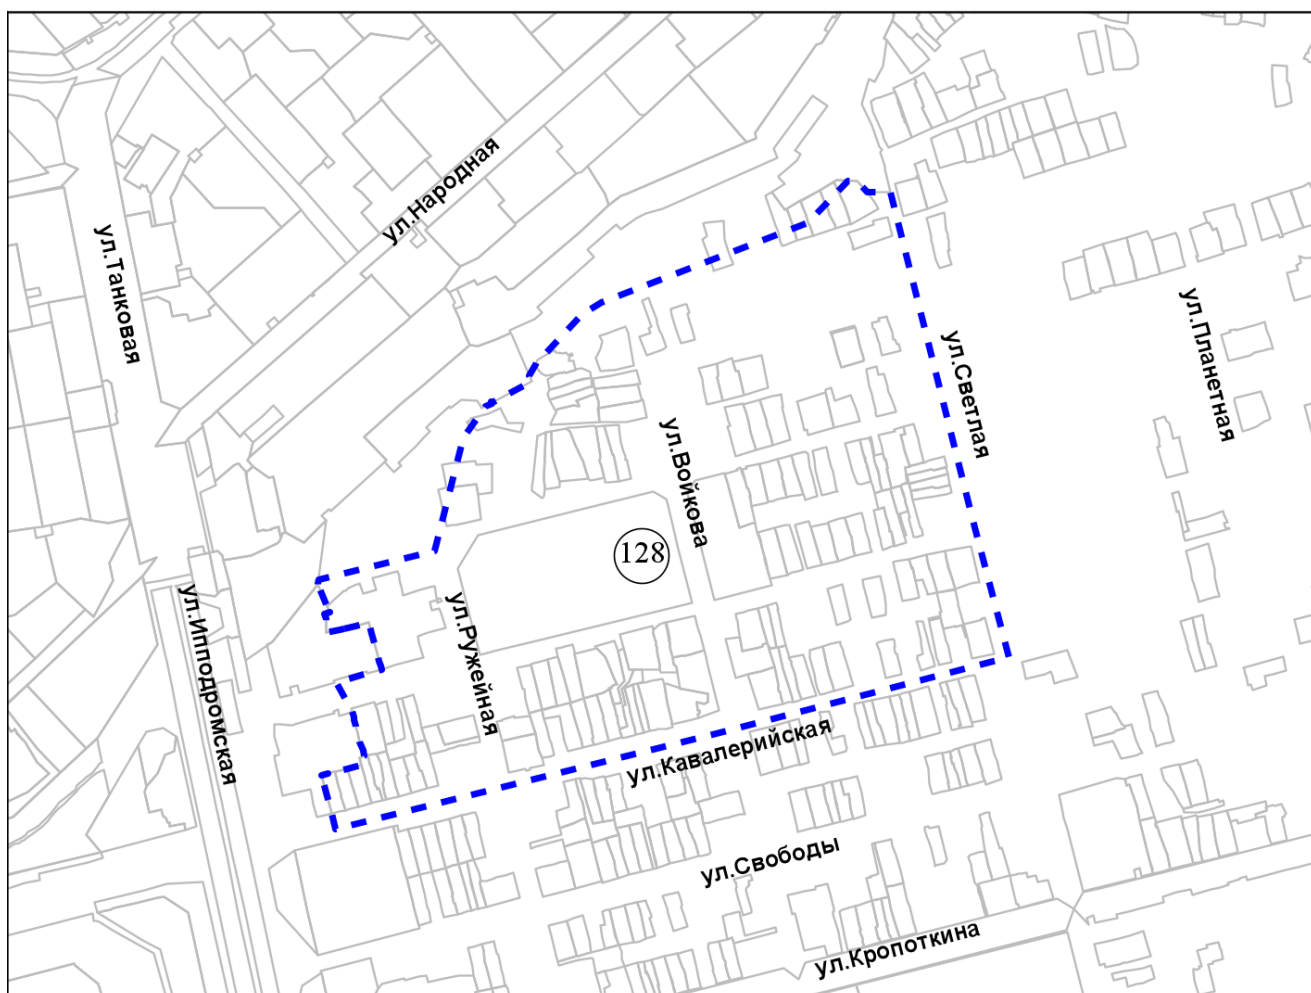 ул.Народная
ул.Танковая
ул.Планетная
ул.Светлая
ул.Войкова
128
ул.Ружейная
ул.Ипподромская
ул.Кавалерийская
ул.Свободы
ул.Кропоткина